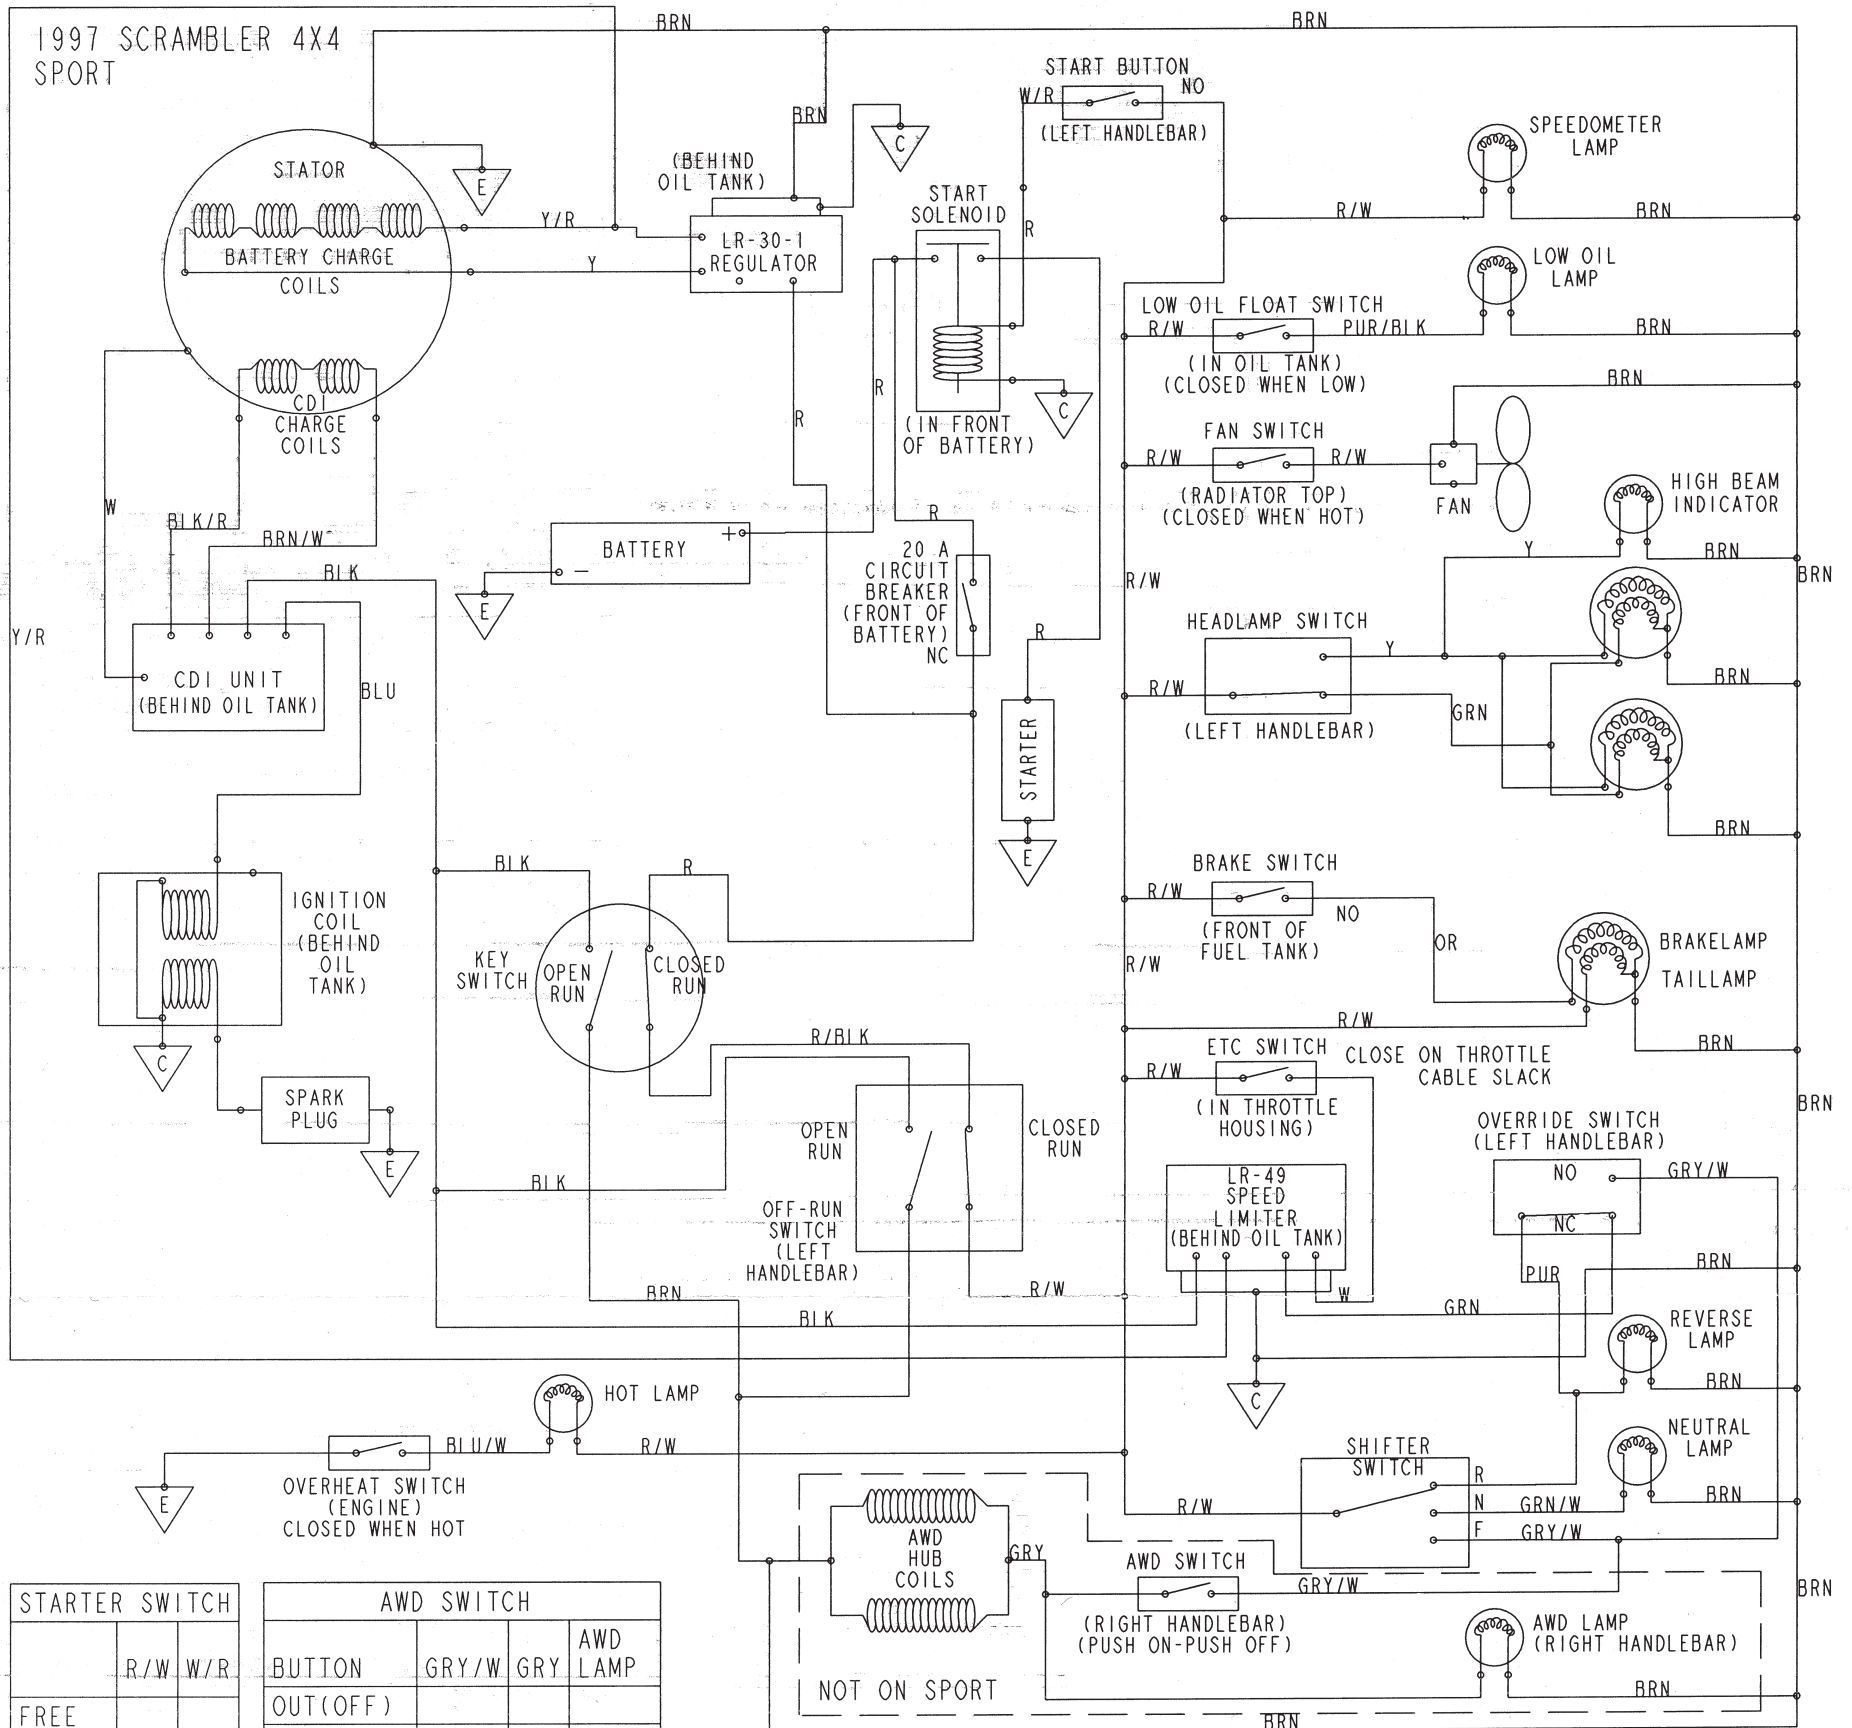 1997 SCRAMBLER 4X4
SPORT
BRN
BRN
START BUTTON
W/R
NO
(LEFT HANDLEBAR)
BRN
C
SPEEDOMETER
LAMP
STATOR
E
(BEHIND
OIL TANK)
START
SOLENOID
R
R/W
BRN
Y/R
LR-30-1
REGULATOR
BATTERY CHARGE
COILS
Y
LOW OIL
LAMP
LOW OIL FLOAT SWITCH
R/W
PUR/BLK
BRN
(IN OIL TANK)
(CLOSED WHEN LOW)
CDI
CHARGE
COILS
R
R
C
(IN FRONT
OF BATTERY)
BRN
FAN SWITCH
R/W
R/W
(RADIATOR TOP)
(CLOSED WHEN HOT)
FAN
HIGH BEAM
INDICATOR
W
BLK/R
BRN/W
BLK
BATTERY
+
-
E
R
20 A
CIRCUIT
BREAKER
(FRONT OF
BATTERY)
NC
R
R/W
Y
BRN
BRN
Y/R
HEADLAMP SWITCH
Y
R/W
GRN
(LEFT HANDLEBAR)
BRN
CDI UNIT
(BEHIND OIL TANK)
BLU
STARTER
E
BRN
BLK
R
BRAKE SWITCH
R/W
NO
(FRONT OF
FUEL TANK)
OR
IGNITION
COIL
(BEHIND
OIL
TANK)
C
KEY
SWITCH
OPEN
RUN
CLOSED
RUN
R/W
BRAKELAMP
TAILLAMP
R/W
BRN
R/BLK
ETC SWITCH
CLOSE ON THROTTLE
CABLE SLACK
R/W
(IN THROTTLE
HOUSING)
BRN
SPARK
PLUG
E
OPEN
RUN
CLOSED
RUN
OVERRIDE SWITCH
(LEFT HANDLEBAR)
NO
GRY/W
NC
BLK
LR-49
SPEED
LIMITER
(BEHIND OIL TANK)
OFF-RUN
SWITCH
(LEFT
HANDLEBAR)
BRN
PUR
BRN
R/W
W
GRN
BLK
REVERSE
LAMP
C
BRN
HOT LAMP
BLU/W
R/W
OVERHEAT SWITCH
(ENGINE)
CLOSED WHEN HOT
E
NEUTRAL
LAMP
SHIFTER
SWITCH
R
N
F
R/W
GRN/W
GRY/W
BRN
AWD
HUB
COILS
GRY
AWD SWITCH
GRY/W
(RIGHT HANDLEBAR)
(PUSH ON-PUSH OFF)
BRN
AWD LAMP
(RIGHT HANDLEBAR)
BRN
NOT ON SPORT
BRN
STARTER SWITCH
R/W W/R
FREE
AWD SWITCH
BUTTON GRY/W GRY AWD
LAMP
OUT(OFF)